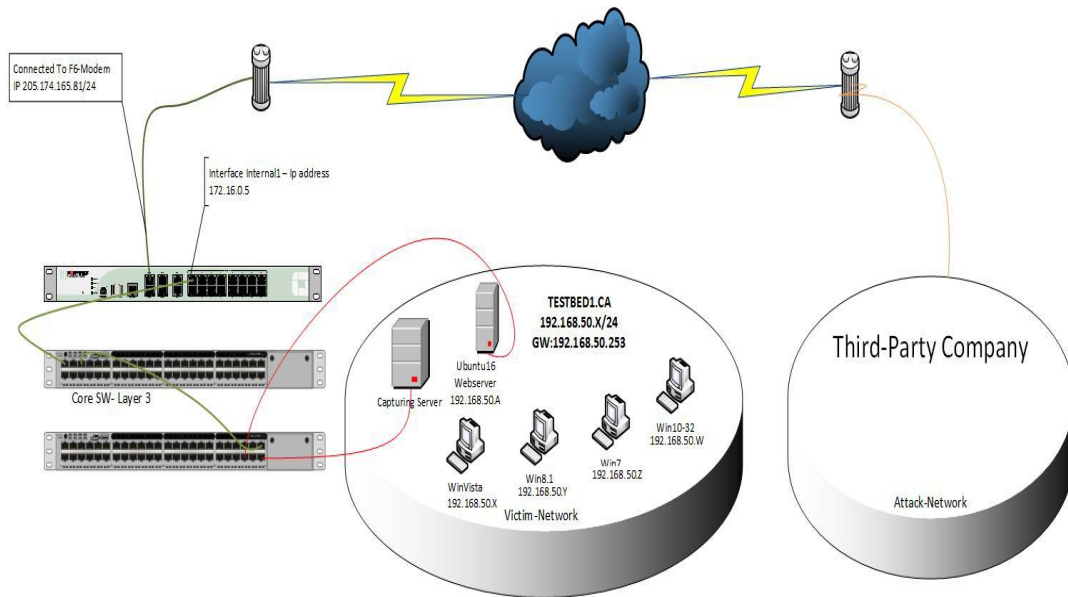 Connected To F6-Modem
IP 205.174.165.81/24
Interface Internal1 – Ip address
172.16.0.5
Core SW- Layer 3
TESTBED1.CA
192.168.50.X/24
GW:192.168.50.253
Ubuntu16
Webserver
192.168.50.A
Capturing Server
WinVista
192.168.50.X
Win8.1
192.168.50.Y
Win7
192.168.50.Z
Win10-32
192.168.50.W
Victim-Network
Third-Party Company
Attack-Network